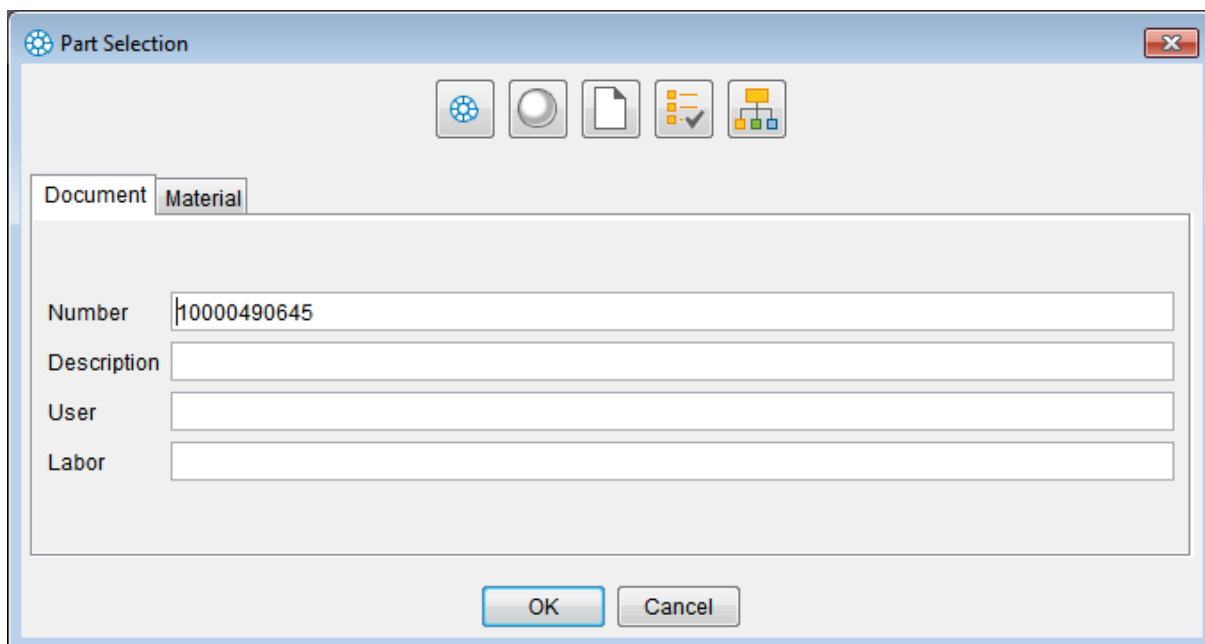 Part Selection
Document Material
Number 10000490645
Description
User
Labor
OK Cancel